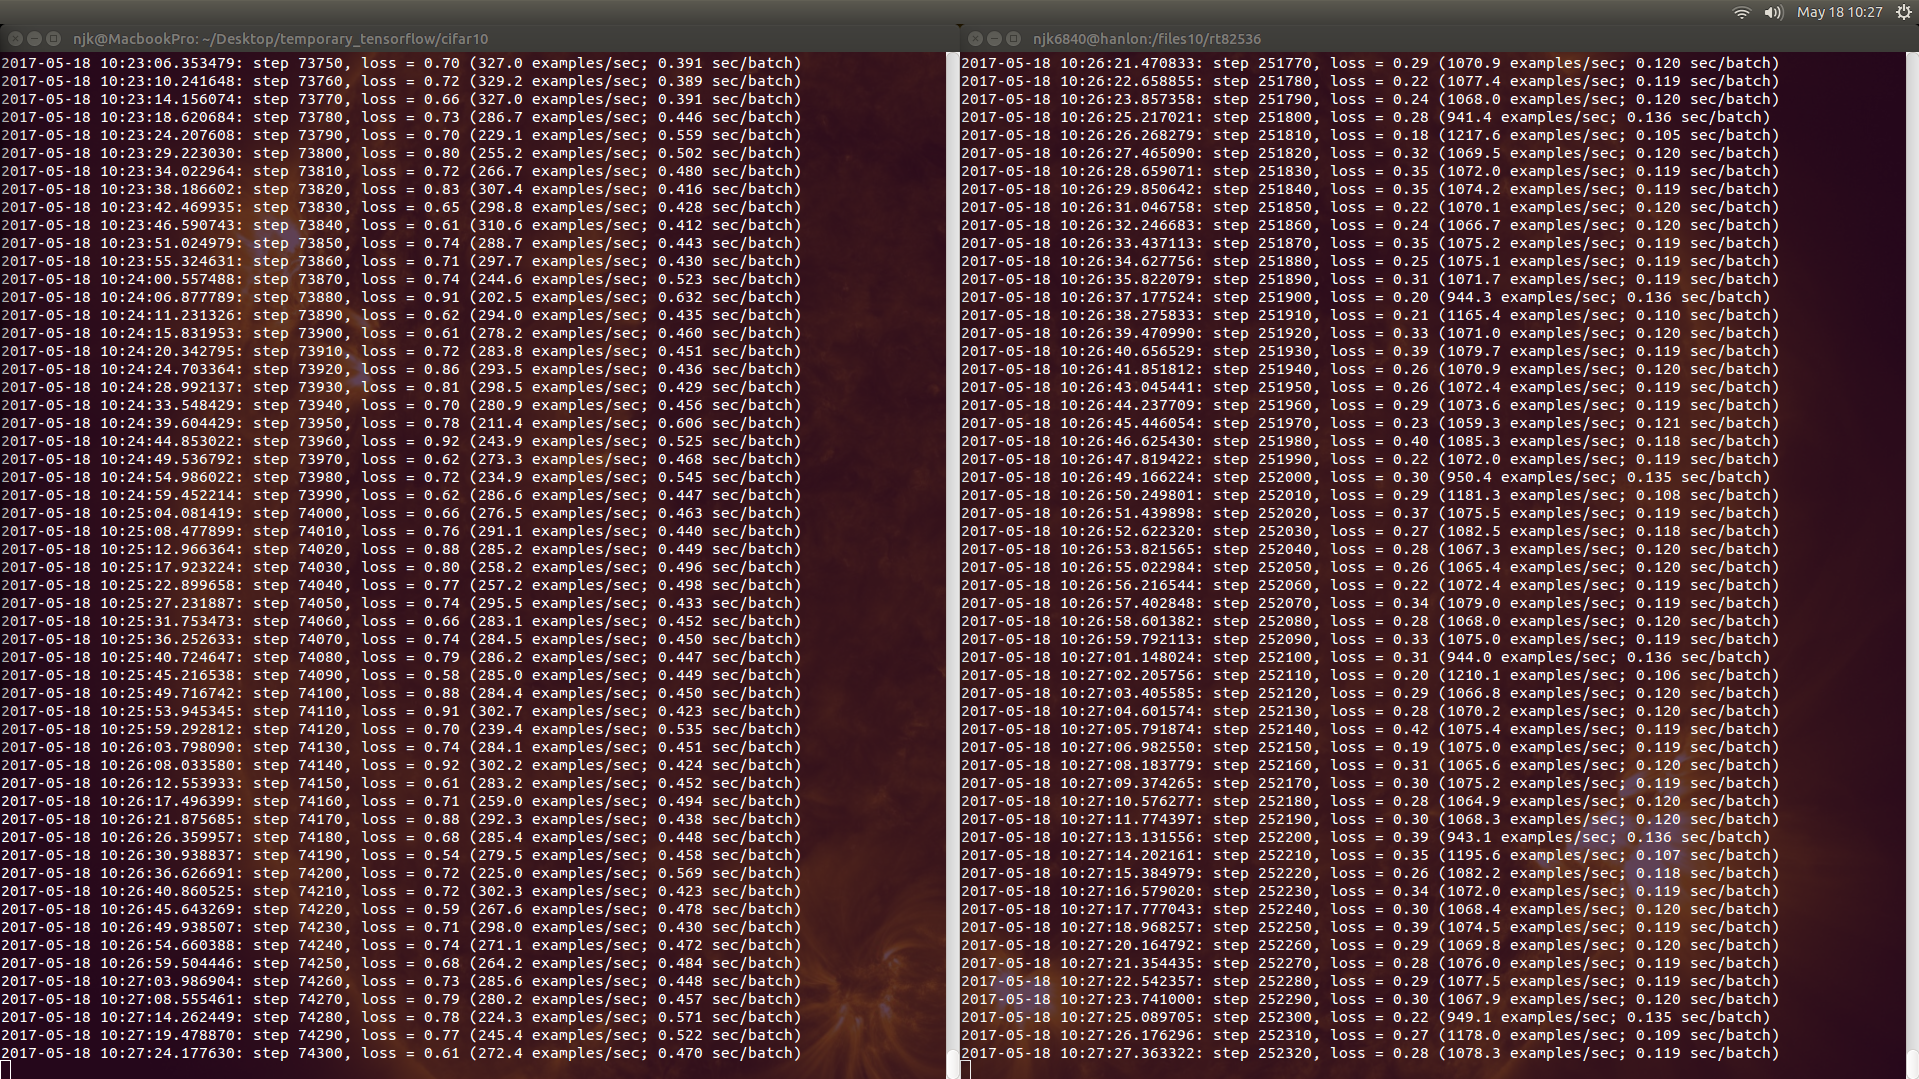 May 18 10:27
njk@MacbookPro: ~/Desktop/temporary_tensorflow/cifar10
2017-05-18 10:23:06.353479: step 73750, loss = 0.70 (327.0 examples/sec; 0.391 sec/batch)
2017-05-18 10:23:10.241648: step 73760, loss = 0.72 (329.2 examples/sec; 0.389 sec/batch)
2017-05-18 10:23:14.156074: step 73770, loss = 0.66 (327.0 examples/sec; 0.391 sec/batch)
2017-05-18 10:23:18.620684: step 73780, loss = 0.73 (286.7 examples/sec; 0.446 sec/batch)
2017-05-18 10:23:24.207608: step 73790, loss = 0.70 (229.1 examples/sec; 0.559 sec/batch)
2017-05-18 10:23:29.223030: step 73800, loss = 0.80 (255.2 examples/sec; 0.502 sec/batch)
2017-05-18 10:23:34.022964: step 73810, loss = 0.72 (266.7 examples/sec; 0.480 sec/batch)
2017-05-18 10:23:38.186602: step 73820, loss = 0.83 (307.4 examples/sec; 0.416 sec/batch)
2017-05-18 10:23:42.469935: step 73830, loss = 0.65 (298.8 examples/sec; 0.428 sec/batch)
2017-05-18 10:23:46.590743: step 73840, loss = 0.61 (310.6 examples/sec; 0.412 sec/batch)
2017-05-18 10:23:51.024979: step 73850, loss = 0.74 (288.7 examples/sec; 0.443 sec/batch)
2017-05-18 10:23:55.324631: step 73860, loss = 0.71 (297.7 examples/sec; 0.430 sec/batch)
2017-05-18 10:24:00.557488: step 73870, loss = 0.74 (244.6 examples/sec; 0.523 sec/batch)
2017-05-18 10:24:06.877789: step 73880, loss = 0.91 (202.5 examples/sec; 0.632 sec/batch)
2017-05-18 10:24:11.231326: step 73890, loss = 0.62 (294.0 examples/sec; 0.435 sec/batch)
2017-05-18 10:24:15.831953: step 73900, loss = 0.61 (278.2 examples/sec; 0.460 sec/batch)
2017-05-18 10:24:20.342795: step 73910, loss = 0.72 (283.8 examples/sec; 0.451 sec/batch)
2017-05-18 10:24:24.703364: step 73920, loss = 0.86 (293.5 examples/sec; 0.436 sec/batch)
2017-05-18 10:24:28.992137: step 73930, loss = 0.81 (298.5 examples/sec; 0.429 sec/batch)
2017-05-18 10:24:33.548429: step 73940, loss = 0.70 (280.9 examples/sec; 0.456 sec/batch)
2017-05-18 10:24:39.604429: step 73950, loss = 0.78 (211.4 examples/sec; 0.606 sec/batch)
2017-05-18 10:24:44.853022: step 73960, loss = 0.92 (243.9 examples/sec; 0.525 sec/batch)
2017-05-18 10:24:49.536792: step 73970, loss = 0.62 (273.3 examples/sec; 0.468 sec/batch)
2017-05-18 10:24:54.986022: step 73980, loss = 0.72 (234.9 examples/sec; 0.545 sec/batch)
2017-05-18 10:24:59.452214: step 73990, loss = 0.62 (286.6 examples/sec; 0.447 sec/batch)
2017-05-18 10:25:04.081419: step 74000, loss = 0.66 (276.5 examples/sec; 0.463 sec/batch)
2017-05-18 10:25:08.477899: step 74010, loss = 0.76 (291.1 examples/sec; 0.440 sec/batch)
2017-05-18 10:25:12.966364: step 74020, loss = 0.88 (285.2 examples/sec; 0.449 sec/batch)
2017-05-18 10:25:17.923224: step 74030, loss = 0.80 (258.2 examples/sec; 0.496 sec/batch)
2017-05-18 10:25:22.899658: step 74040, loss = 0.77 (257.2 examples/sec; 0.498 sec/batch)
2017-05-18 10:25:27.231887: step 74050, loss = 0.74 (295.5 examples/sec; 0.433 sec/batch)
2017-05-18 10:25:31.753473: step 74060, loss = 0.66 (283.1 examples/sec; 0.452 sec/batch)
2017-05-18 10:25:36.252633: step 74070, loss = 0.74 (284.5 examples/sec; 0.450 sec/batch)
2017-05-18 10:25:40.724647: step 74080, loss = 0.79 (286.2 examples/sec; 0.447 sec/batch)
2017-05-18 10:25:45.216538: step 74090, loss = 0.58 (285.0 examples/sec; 0.449 sec/batch)
2017-05-18 10:25:49.716742: step 74100, loss = 0.88 (284.4 examples/sec; 0.450 sec/batch)
2017-05-18 10:25:53.945345: step 74110, loss = 0.91 (302.7 examples/sec; 0.423 sec/batch)
2017-05-18 10:25:59.292812: step 74120, loss = 0.70 (239.4 examples/sec; 0.535 sec/batch)
2017-05-18 10:26:03.798090: step 74130, loss = 0.74 (284.1 examples/sec; 0.451 sec/batch)
2017-05-18 10:26:08.033580: step 74140, loss = 0.92 (302.2 examples/sec; 0.424 sec/batch)
2017-05-18 10:26:12.553933: step 74150, loss = 0.61 (283.2 examples/sec; 0.452 sec/batch)
2017-05-18 10:26:17.496399: step 74160, loss = 0.71 (259.0 examples/sec; 0.494 sec/batch)
2017-05-18 10:26:21.875685: step 74170, loss = 0.88 (292.3 examples/sec; 0.438 sec/batch)
2017-05-18 10:26:26.359957: step 74180, loss = 0.68 (285.4 examples/sec; 0.448 sec/batch)
2017-05-18 10:26:30.938837: step 74190, loss = 0.54 (279.5 examples/sec; 0.458 sec/batch)
2017-05-18 10:26:36.626691: step 74200, loss = 0.72 (225.0 examples/sec; 0.569 sec/batch)
2017-05-18 10:26:40.860525: step 74210, loss = 0.72 (302.3 examples/sec; 0.423 sec/batch)
2017-05-18 10:26:45.643269: step 74220, loss = 0.59 (267.6 examples/sec; 0.478 sec/batch)
2017-05-18 10:26:49.938507: step 74230, loss = 0.71 (298.0 examples/sec; 0.430 sec/batch)
2017-05-18 10:26:54.660388: step 74240, loss = 0.74 (271.1 examples/sec; 0.472 sec/batch)
2017-05-18 10:26:59.504446: step 74250, loss = 0.68 (264.2 examples/sec; 0.484 sec/batch)
2017-05-18 10:27:03.986904: step 74260, loss = 0.73 (285.6 examples/sec; 0.448 sec/batch)
2017-05-18 10:27:08.555461: step 74270, loss = 0.79 (280.2 examples/sec; 0.457 sec/batch)
2017-05-18 10:27:14.262449: step 74280, loss = 0.78 (224.3 examples/sec; 0.571 sec/batch)
2017-05-18 10:27:19.478870: step 74290, loss = 0.77 (245.4 examples/sec; 0.522 sec/batch)
2017-05-18 10:27:24.177630: step 74300, loss = 0.61 (272.4 examples/sec; 0.470 sec/batch)
njk6840@hanlon:/files10/rt82536
2017-05-18 10:26:21.470833: step 251770, loss = 0.29 (1070.9 examples/sec; 0.120 sec/batch)
2017-05-18 10:26:22.658855: step 251780, loss = 0.22 (1077.4 examples/sec; 0.119 sec/batch)
2017-05-18 10:26:23.857358: step 251790, loss = 0.24 (1068.0 examples/sec; 0.120 sec/batch)
2017-05-18 10:26:25.217021: step 251800, loss = 0.28 (941.4 examples/sec; 0.136 sec/batch)
2017-05-18 10:26:26.268279: step 251810, loss = 0.18 (1217.6 examples/sec; 0.105 sec/batch)
2017-05-18 10:26:27.465090: step 251820, loss = 0.32 (1069.5 examples/sec; 0.120 sec/batch)
2017-05-18 10:26:28.659071: step 251830, loss = 0.35 (1072.0 examples/sec; 0.119 sec/batch)
2017-05-18 10:26:29.850642: step 251840, loss = 0.35 (1074.2 examples/sec; 0.119 sec/batch)
2017-05-18 10:26:31.046758: step 251850, loss = 0.22 (1070.1 examples/sec; 0.120 sec/batch)
2017-05-18 10:26:32.246683: step 251860, loss = 0.24 (1066.7 examples/sec; 0.120 sec/batch)
2017-05-18 10:26:33.437113: step 251870, loss = 0.35 (1075.2 examples/sec; 0.119 sec/batch)
2017-05-18 10:26:34.627756: step 251880, loss = 0.25 (1075.1 examples/sec; 0.119 sec/batch)
2017-05-18 10:26:35.822079: step 251890, loss = 0.31 (1071.7 examples/sec; 0.119 sec/batch)
2017-05-18 10:26:37.177524: step 251900, loss = 0.20 (944.3 examples/sec; 0.136 sec/batch)
2017-05-18 10:26:38.275833: step 251910, loss = 0.21 (1165.4 examples/sec; 0.110 sec/batch)
2017-05-18 10:26:39.470990: step 251920, loss = 0.33 (1071.0 examples/sec; 0.120 sec/batch)
2017-05-18 10:26:40.656529: step 251930, loss = 0.39 (1079.7 examples/sec; 0.119 sec/batch)
2017-05-18 10:26:41.851812: step 251940, loss = 0.26 (1070.9 examples/sec; 0.120 sec/batch)
2017-05-18 10:26:43.045441: step 251950, loss = 0.26 (1072.4 examples/sec; 0.119 sec/batch)
2017-05-18 10:26:44.237709: step 251960, loss = 0.29 (1073.6 examples/sec; 0.119 sec/batch)
2017-05-18 10:26:45.446054: step 251970, loss = 0.23 (1059.3 examples/sec; 0.121 sec/batch)
2017-05-18 10:26:46.625430: step 251980, loss = 0.40 (1085.3 examples/sec; 0.118 sec/batch)
2017-05-18 10:26:47.819422: step 251990, loss = 0.22 (1072.0 examples/sec; 0.119 sec/batch)
2017-05-18 10:26:49.166224: step 252000, loss = 0.30 (950.4 examples/sec; 0.135 sec/batch)
2017-05-18 10:26:50.249801: step 252010, loss = 0.29 (1181.3 examples/sec; 0.108 sec/batch)
2017-05-18 10:26:51.439898: step 252020, loss = 0.37 (1075.5 examples/sec; 0.119 sec/batch)
2017-05-18 10:26:52.622320: step 252030, loss = 0.27 (1082.5 examples/sec; 0.118 sec/batch)
2017-05-18 10:26:53.821565: step 252040, loss = 0.28 (1067.3 examples/sec; 0.120 sec/batch)
2017-05-18 10:26:55.022984: step 252050, loss = 0.26 (1065.4 examples/sec; 0.120 sec/batch)
2017-05-18 10:26:56.216544: step 252060, loss = 0.22 (1072.4 examples/sec; 0.119 sec/batch)
2017-05-18 10:26:57.402848: step 252070, loss = 0.34 (1079.0 examples/sec; 0.119 sec/batch)
2017-05-18 10:26:58.601382: step 252080, loss = 0.28 (1068.0 examples/sec; 0.120 sec/batch)
2017-05-18 10:26:59.792113: step 252090, loss = 0.33 (1075.0 examples/sec; 0.119 sec/batch)
2017-05-18 10:27:01.148024: step 252100, loss = 0.31 (944.0 examples/sec; 0.136 sec/batch)
2017-05-18 10:27:02.205756: step 252110, loss = 0.20 (1210.1 examples/sec; 0.106 sec/batch)
2017-05-18 10:27:03.405585: step 252120, loss = 0.29 (1066.8 examples/sec; 0.120 sec/batch)
2017-05-18 10:27:04.601574: step 252130, loss = 0.28 (1070.2 examples/sec; 0.120 sec/batch)
2017-05-18 10:27:05.791874: step 252140, loss = 0.42 (1075.4 examples/sec; 0.119 sec/batch)
2017-05-18 10:27:06.982550: step 252150, loss = 0.19 (1075.0 examples/sec; 0.119 sec/batch)
2017-05-18 10:27:08.183779: step 252160, loss = 0.31 (1065.6 examples/sec; 0.120 sec/batch)
2017-05-18 10:27:09.374265: step 252170, loss = 0.30 (1075.2 examples/sec; 0.119 sec/batch)
2017-05-18 10:27:10.576277: step 252180, loss = 0.28 (1064.9 examples/sec; 0.120 sec/batch)
2017-05-18 10:27:11.774397: step 252190, loss = 0.30 (1068.3 examples/sec; 0.120 sec/batch)
2017-05-18 10:27:13.131556: step 252200, loss = 0.39 (943.1 examples/sec; 0.136 sec/batch)
2017-05-18 10:27:14.202161: step 252210, loss = 0.35 (1195.6 examples/sec; 0.107 sec/batch)
2017-05-18 10:27:15.384979: step 252220, loss = 0.26 (1082.2 examples/sec; 0.118 sec/batch)
2017-05-18 10:27:16.579020: step 252230, loss = 0.34 (1072.0 examples/sec; 0.119 sec/batch)
2017-05-18 10:27:17.777043: step 252240, loss = 0.30 (1068.4 examples/sec; 0.120 sec/batch)
2017-05-18 10:27:18.968257: step 252250, loss = 0.39 (1074.5 examples/sec; 0.119 sec/batch)
2017-05-18 10:27:20.164792: step 252260, loss = 0.29 (1069.8 examples/sec; 0.120 sec/batch)
2017-05-18 10:27:21.354435: step 252270, loss = 0.28 (1076.0 examples/sec; 0.119 sec/batch)
2017-05-18 10:27:22.542357: step 252280, loss = 0.29 (1077.5 examples/sec; 0.119 sec/batch)
2017-05-18 10:27:23.741000: step 252290, loss = 0.30 (1067.9 examples/sec; 0.120 sec/batch)
2017-05-18 10:27:25.089705: step 252300, loss = 0.22 (949.1 examples/sec; 0.135 sec/batch)
2017-05-18 10:27:26.176296: step 252310, loss = 0.27 (1178.0 examples/sec; 0.109 sec/batch)
2017-05-18 10:27:27.363322: step 252320, loss = 0.28 (1078.3 examples/sec; 0.119 sec/batch)